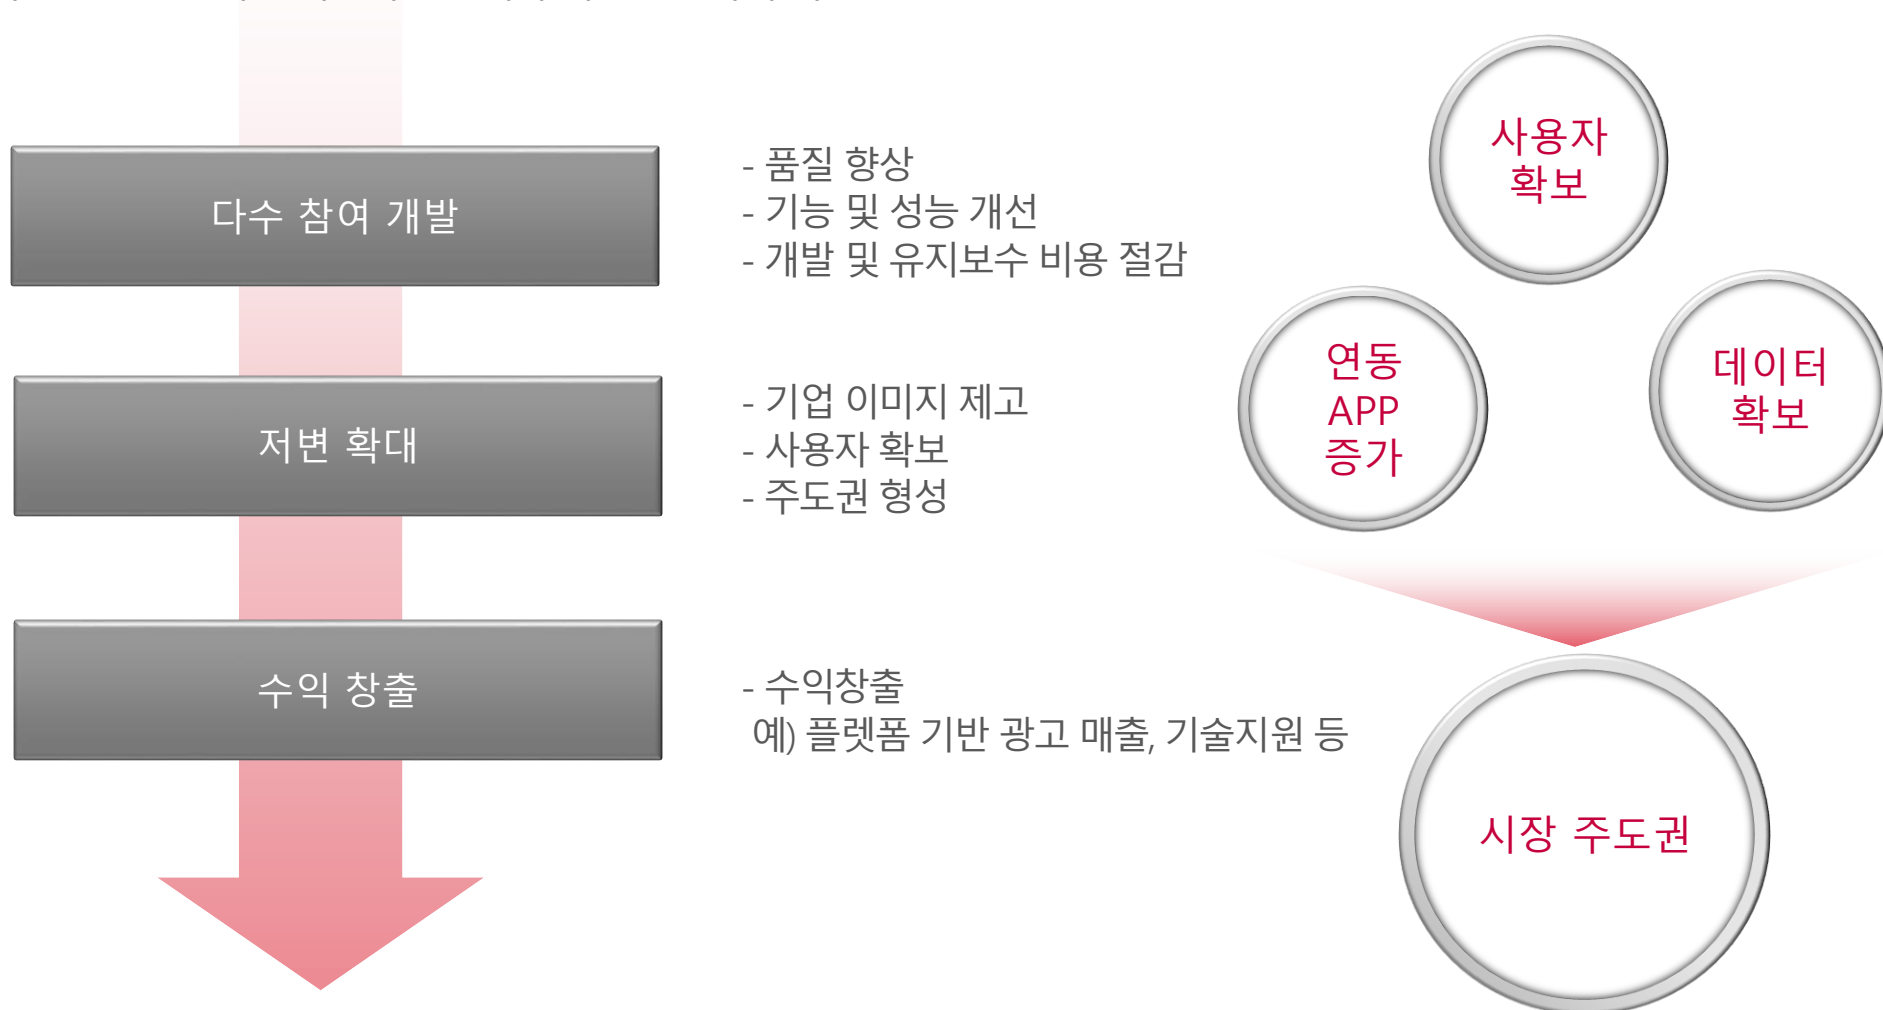 다수 참여 개발
- 품질 향상
- 기능 및 성능 개선
- 개발 및 유지보수 비용 절감
저변 확대
- 기업 이미지 제고
- 사용자 확보
- 주도권 형성
수익 창출
- 수익창출
예) 플렛폼 기반 광고 매출, 기술지원 등
사용자
확보
연동
APP
증가
데이터
확보
시장 주도권